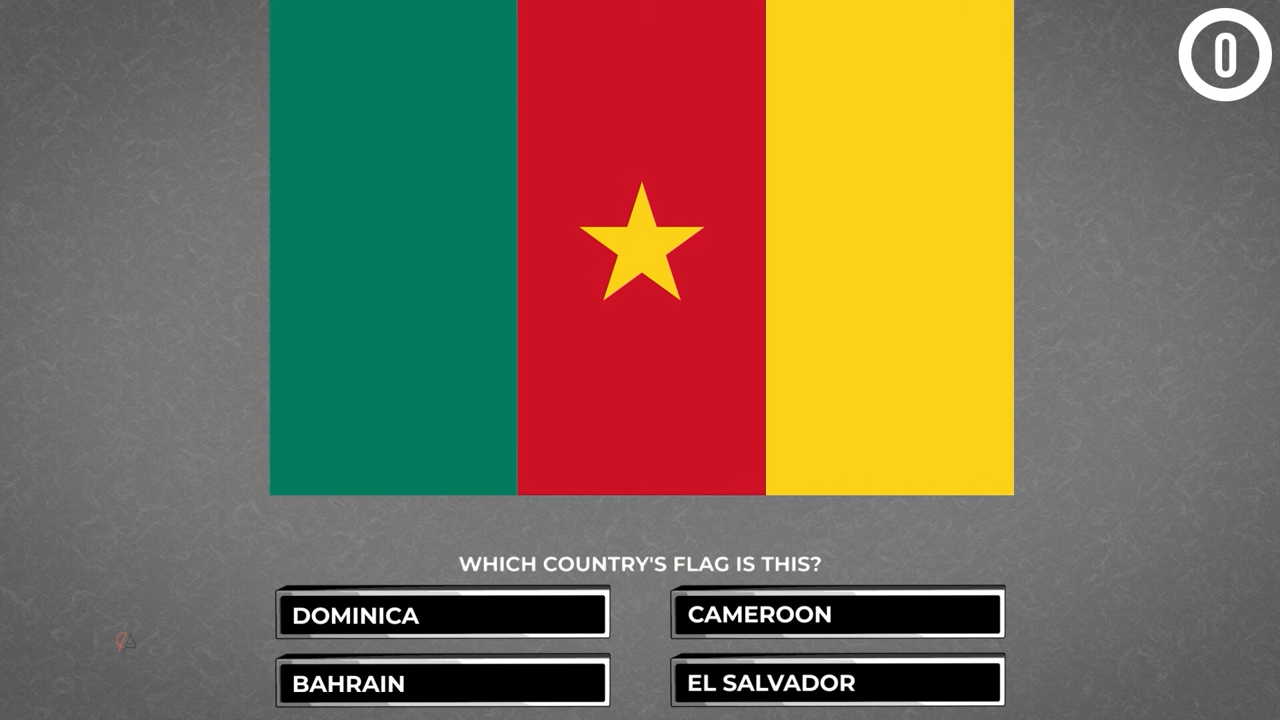 0
WHICH COUNTRY'S FLAG IS THIS?
DOMINICA
CAMEROON
BAHRAIN
EL SALVADOR